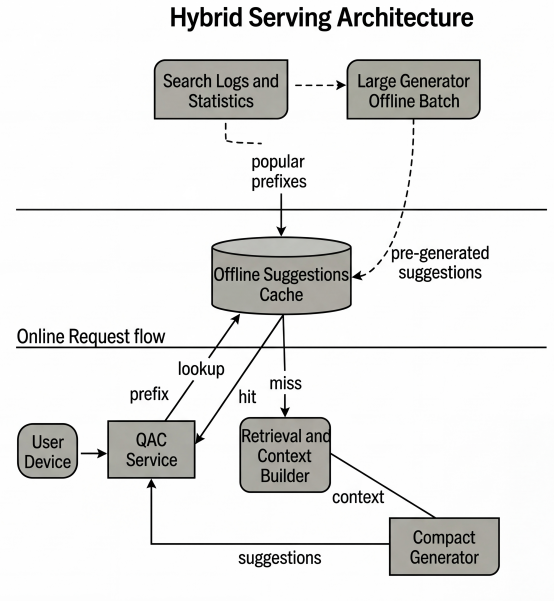 Hybrid Serving Architecture
Search Logs and
Statistics
Large Generator
Offline Batch
popular
prefixes
pre-generated
suggestions
Offline Suggestions
Cache
Online Request flow
lookup
prefix
hit
miss
User
Device
QAC
Service
Retrieval and
Context
Builder
context
Compact
Generator
suggestions